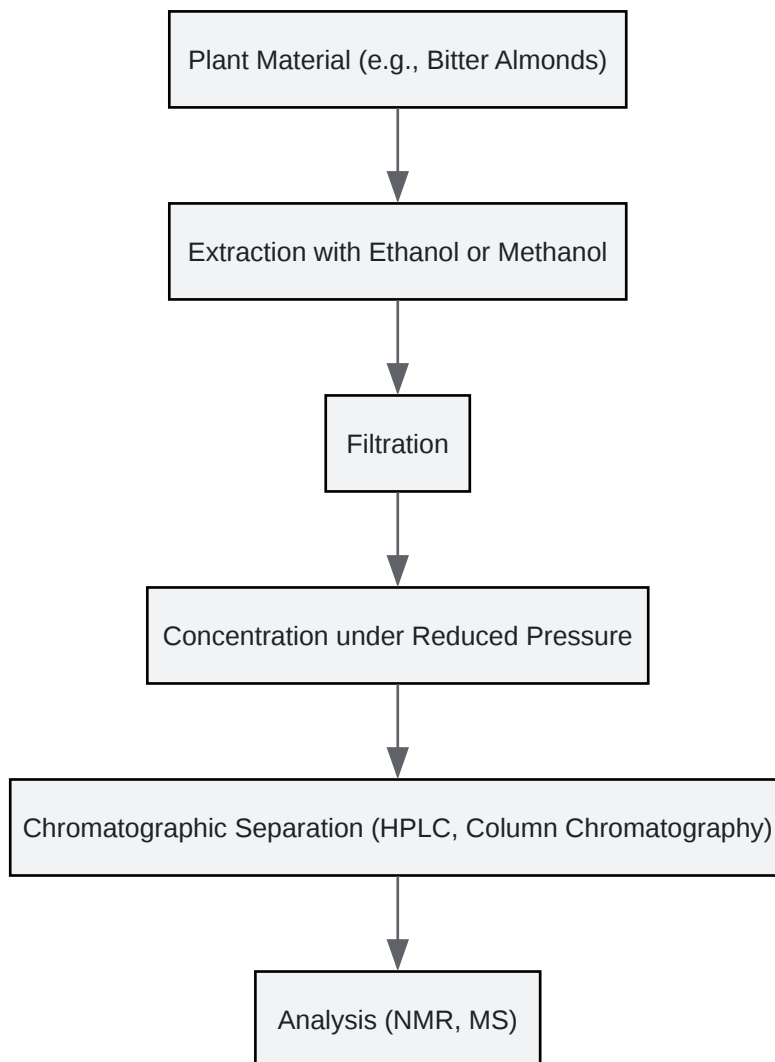 Plant Material (e.g., Bitter Almonds)
Extraction with Ethanol or Methanol
Filtration
Concentration under Reduced Pressure
Chromatographic Separation (HPLC, Column Chromatography)
Analysis (NMR, MS)